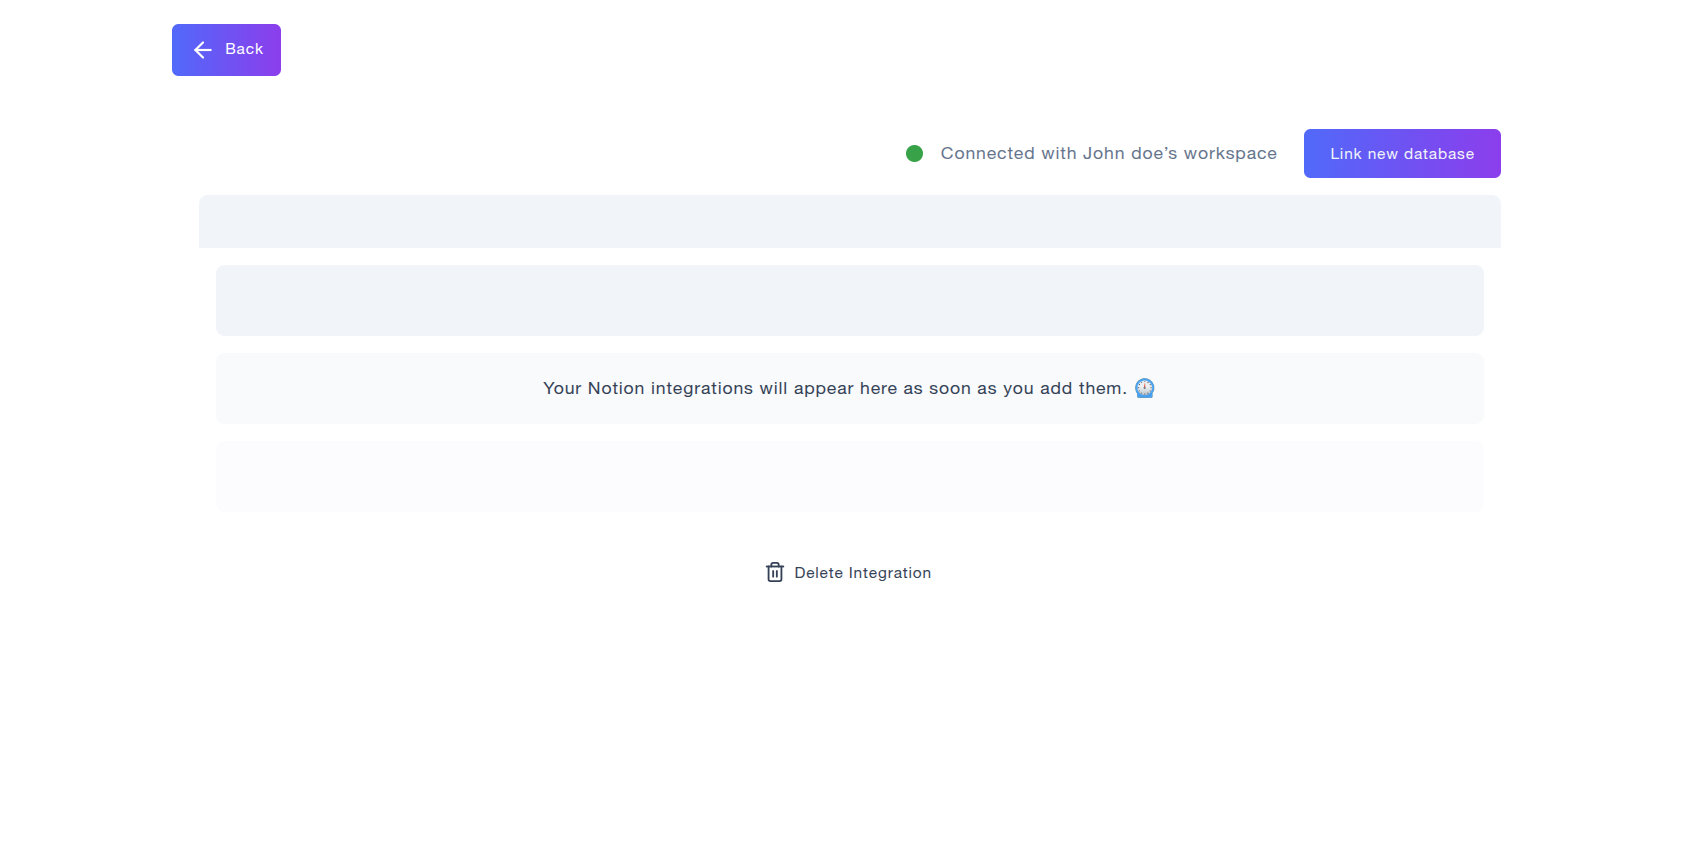 Back
Connected with John doe’s workspace
Link new database
Your Notion integrations will appear here as soon as you add them.
Delete Integration